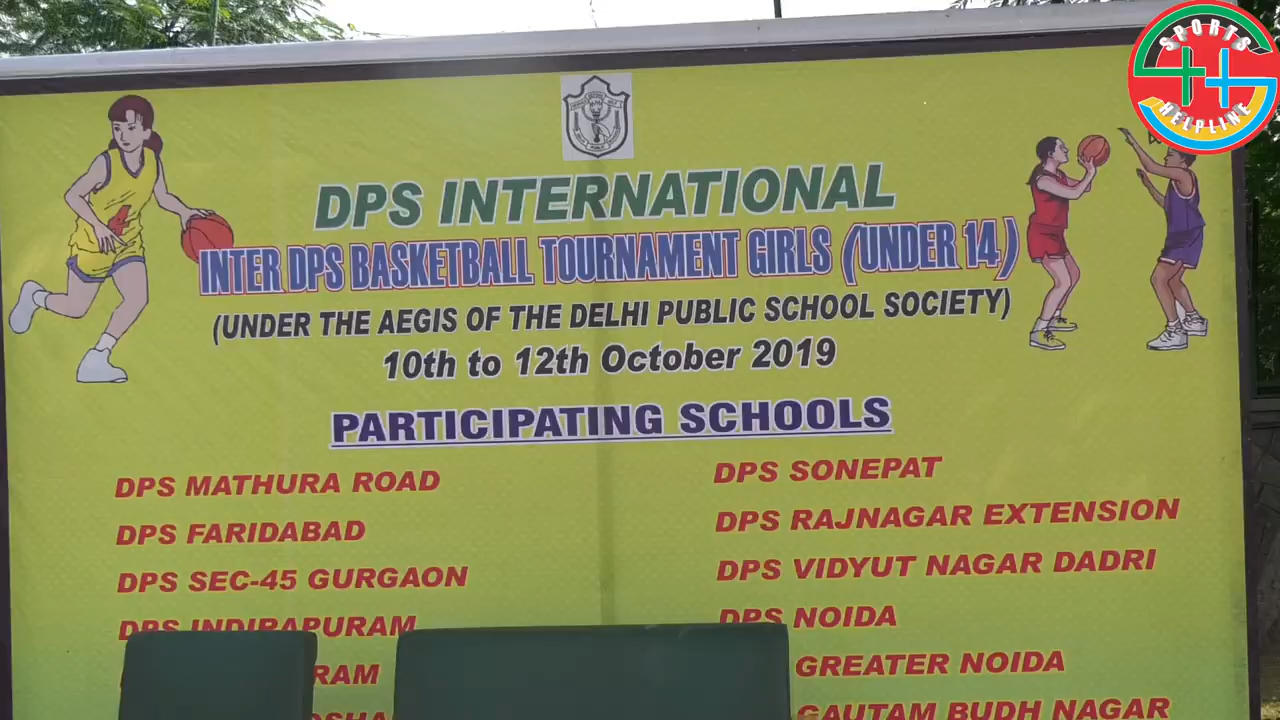 SPORTS
HELPLINE
DPS INTERNATIONAL
INTER DPS BASKETBALL TOURNAMENT GIRLS (UNDER 14)
(UNDER THE AEGIS OF THE DELHI PUBLIC SCHOOL SOCIETY)
10th to 12th October 2019
PARTICIPATING SCHOOLS
DPS MATHURA ROAD
DPS FARIDABAD
DPS SEC-45 GURGAON
DPS INDIRAPURAM
DPS SONEPAT
DPS RAJNAGAR EXTENSION
DPS VIDYUT NAGAR DADRI
DPS NOIDA
GREATER NOIDA
GAUTAM BUDH NAGAR